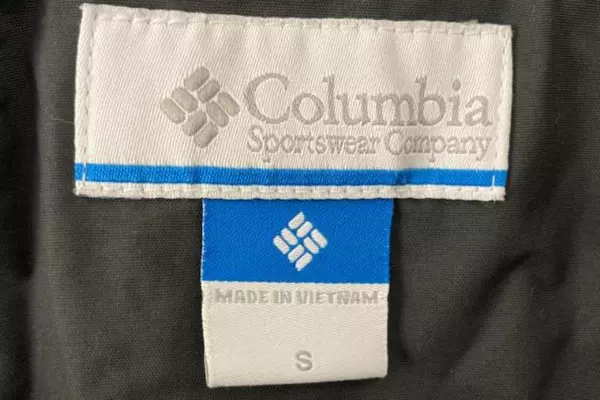 Columbia
Sportswear Company
MADE IN VIETNAM
S